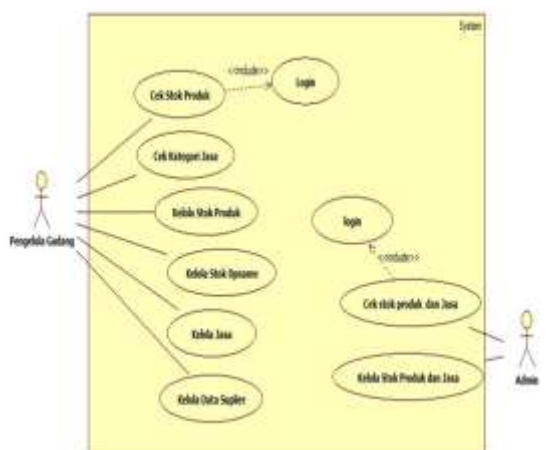 System
Cek Stok Produk
<<include>>
Login
Cek Kategori Jasa
Kelola Stok Produk
Pengelola Gudang
login
<<include>>
Kelola Stok Opname
Cek stok produk dan Jasa
Kelola Jasa
Admin
Kelola Stok Produk dan Jasa
Kelola Data Suplier